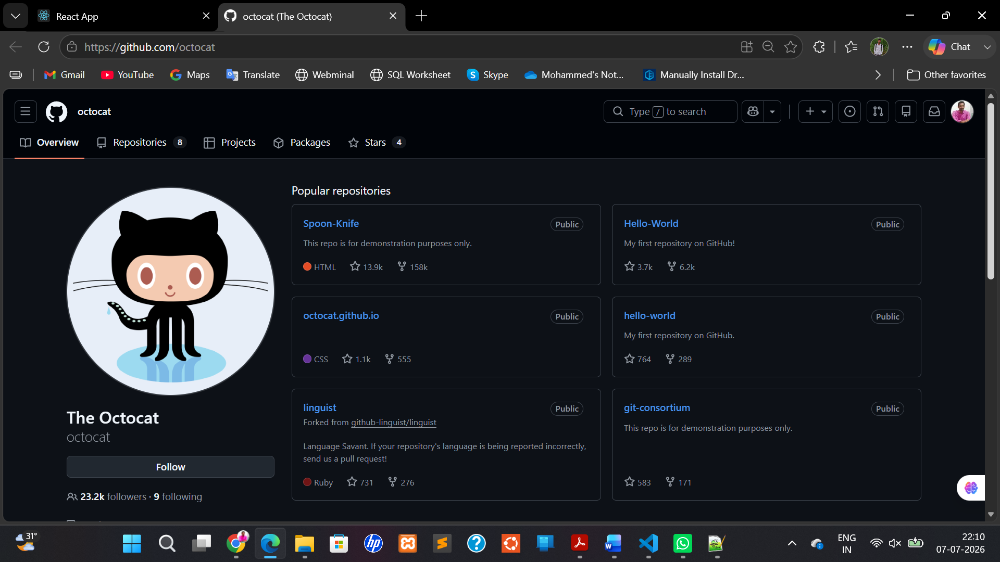 React App
octocat (The Octocat)
https://github.com/octocat
Chat
Gmail
YouTube
Maps
Translate
Webminal
SQL Worksheet
Skype
Mohammed's Not...
Manually Install Dr...
Other favorites
octocat
Type / to search
Overview
Repositories 8
Projects
Packages
Stars 4
Popular repositories
Spoon-Knife
Public
This repo is for demonstration purposes only.
HTML 13.9k 158k
Hello-World
Public
My first repository on GitHub!
3.7k 6.2k
octocat.github.io
Public
CSS 1.1k 555
hello-world
Public
My first repository on GitHub.
764 289
linguist
Public
Forked from github-linguist/linguist
Language Savant. If your repository's language is being reported incorrectly,
send us a pull request!
Ruby 731 276
git-consortium
Public
This repo is for demonstration purposes only.
583 171
The Octocat
octocat
Follow
23.2k followers · 9 following
31°
ENG
IN
22:10
07-07-2026